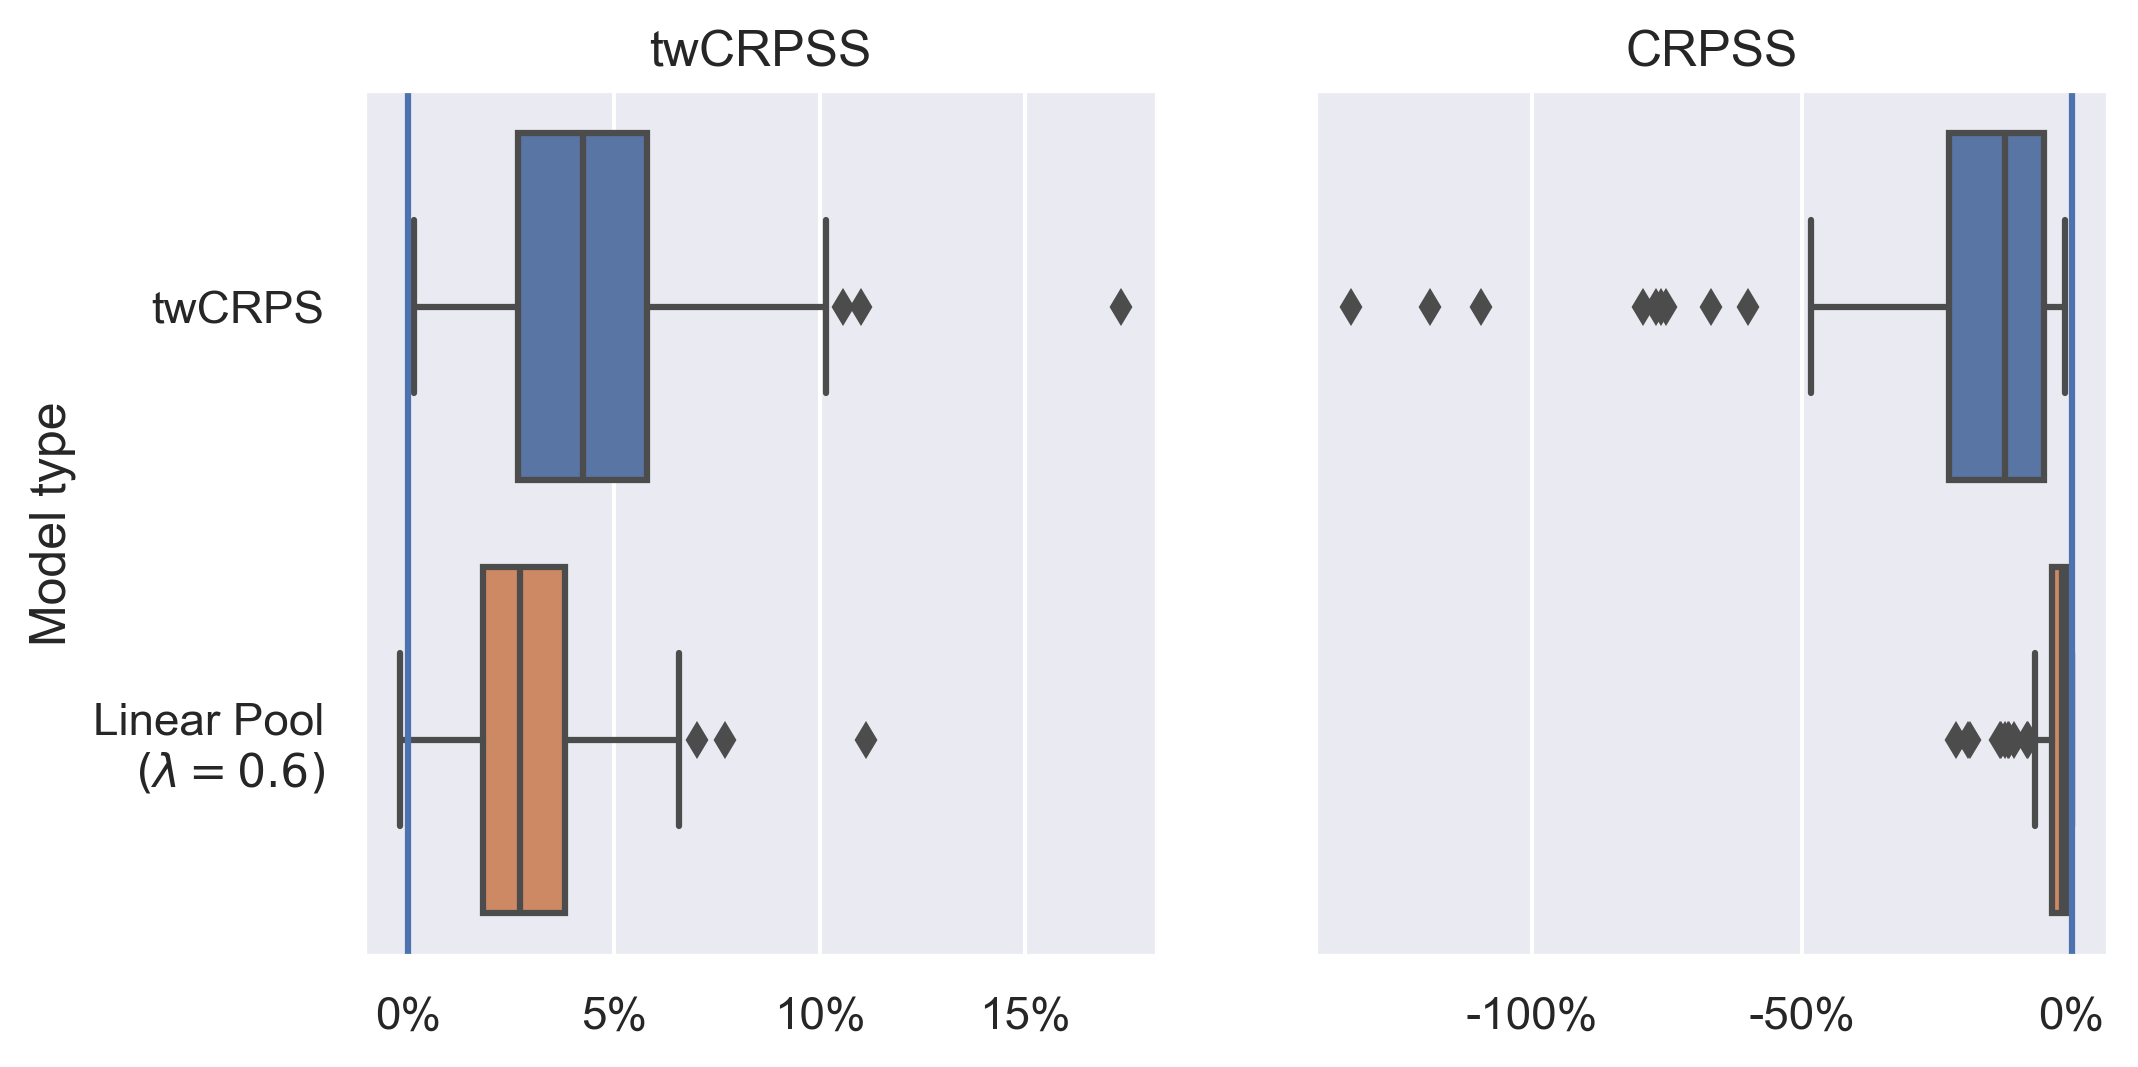 twCRPSS
CRPSS
Model type
twCRPS
Linear Pool
(λ = 0.6)
0%
5%
10%
15%
-100%
-50%
0%